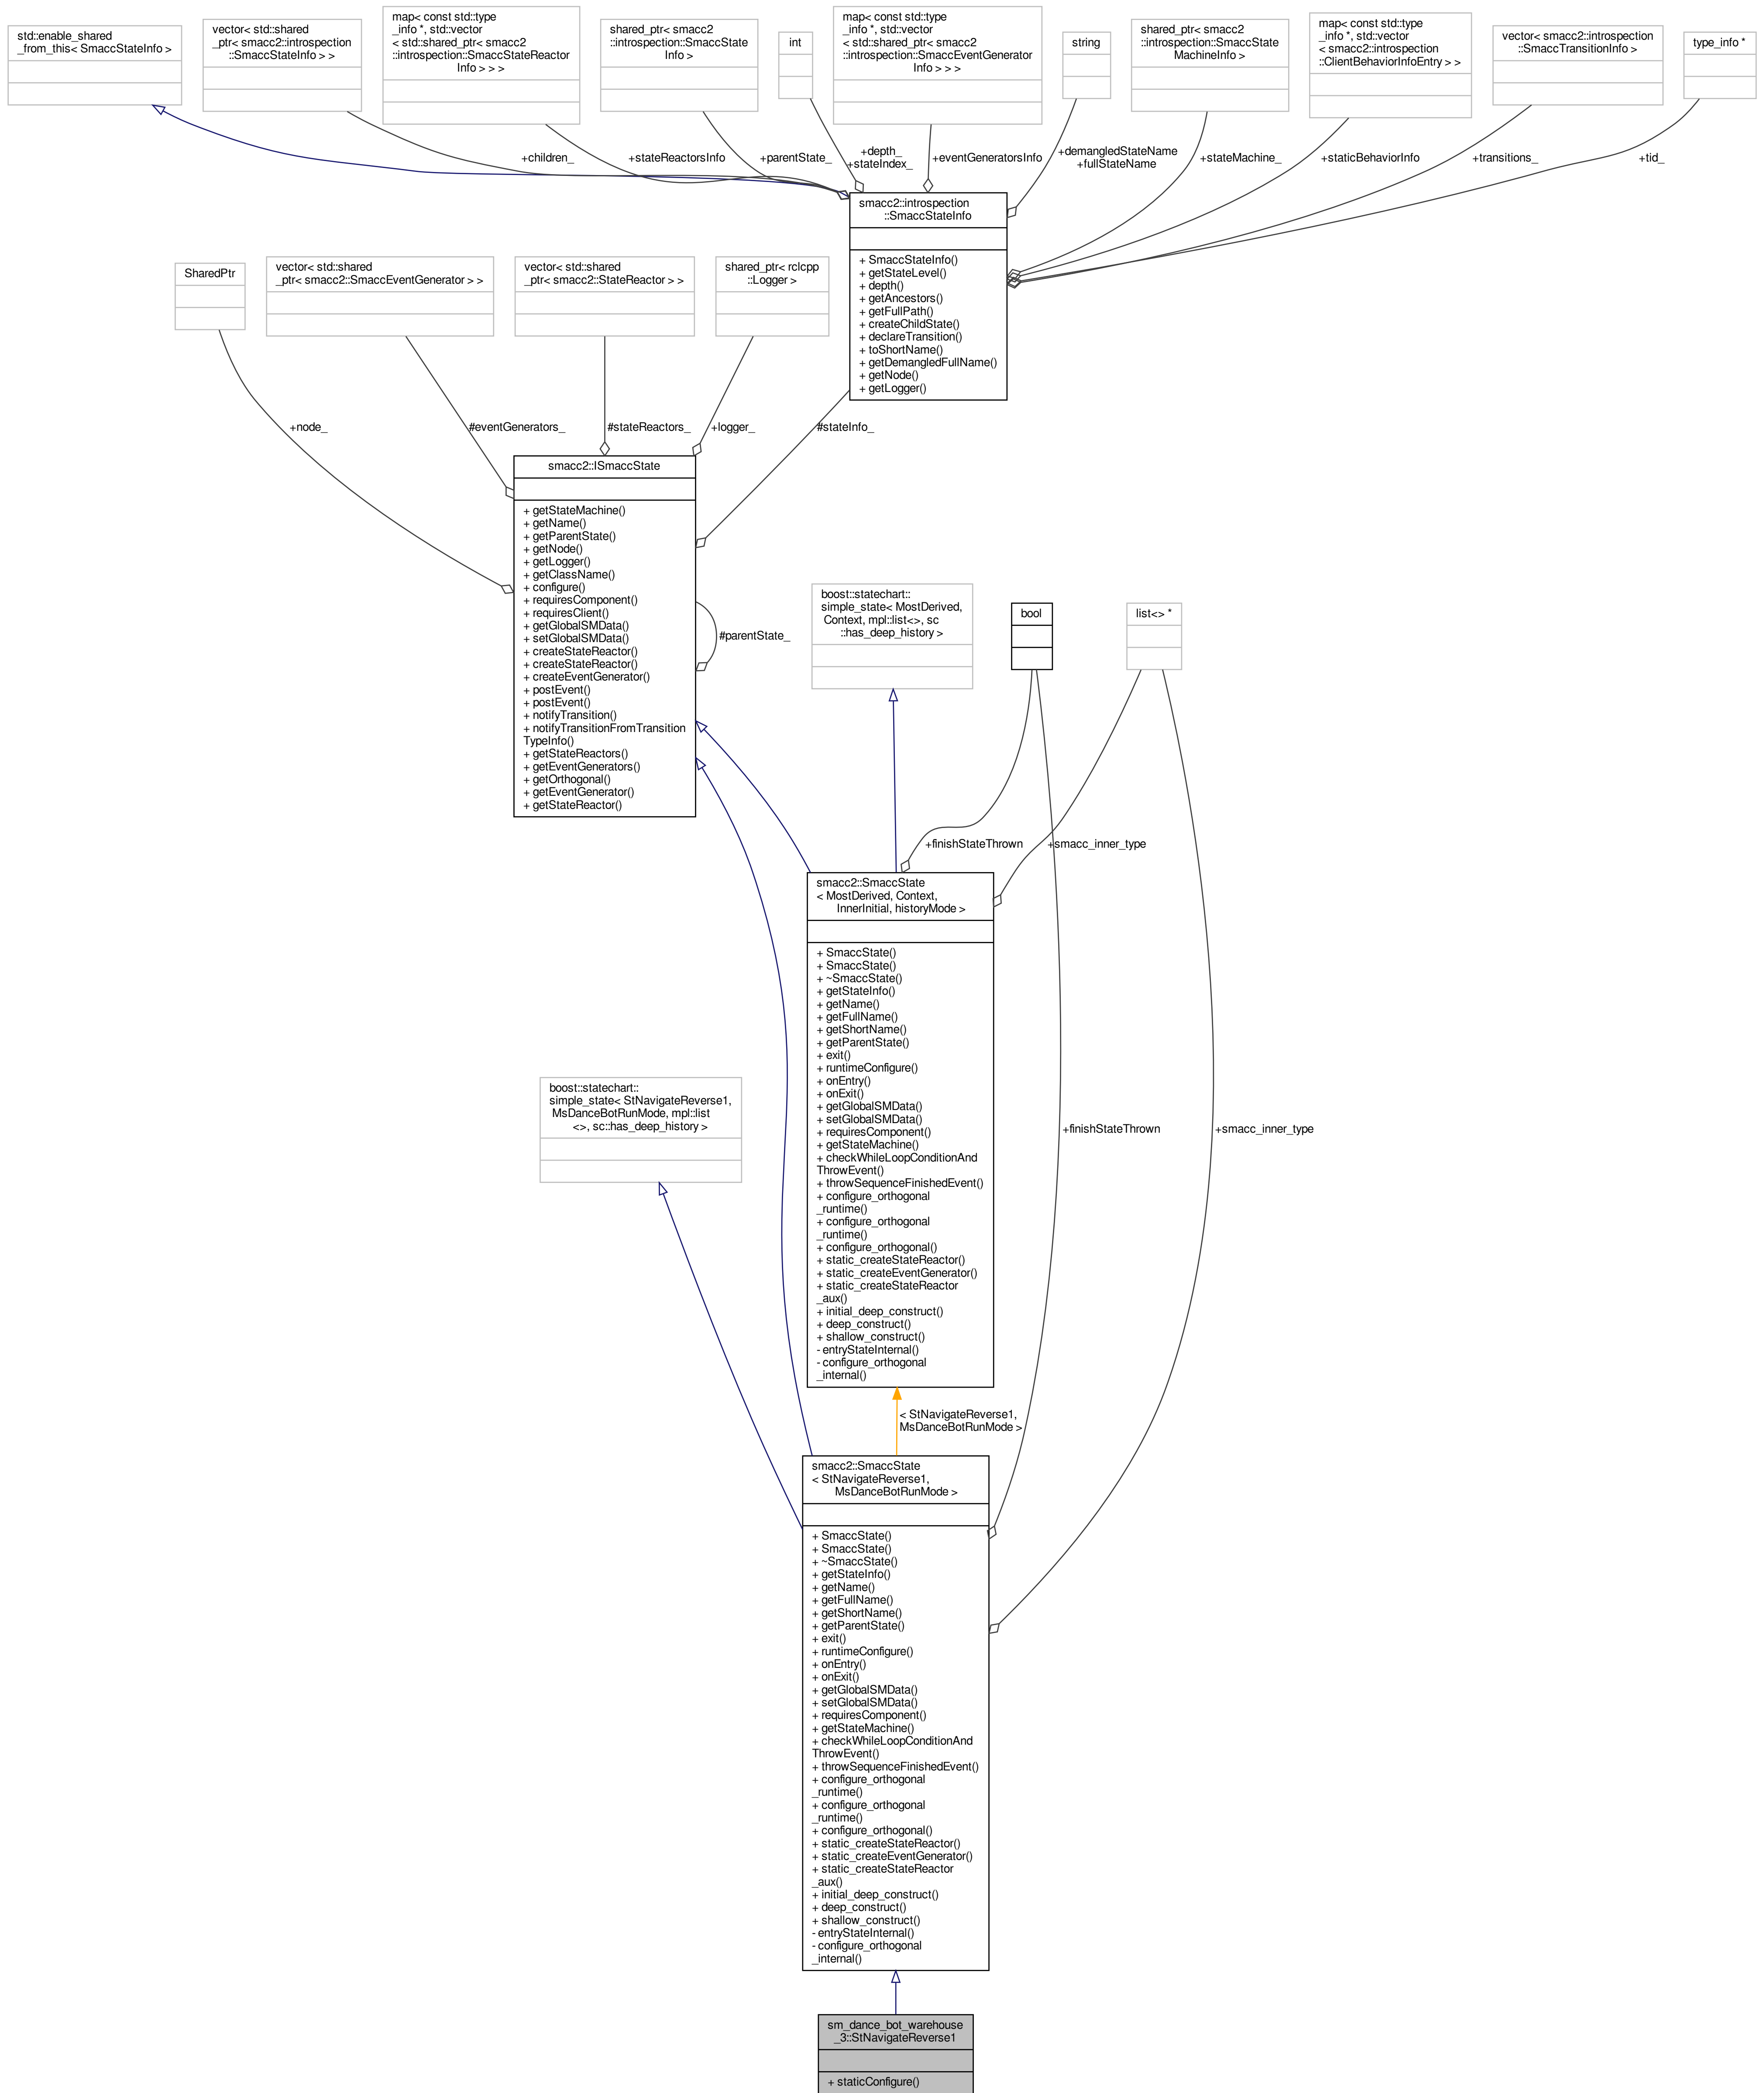 std::enable_shared
_from_this< SmaccStateInfo >
vector< std::shared
_ptr< smacc2::introspection
::SmaccStateInfo > >
map< const std::type
_info *, std::vector
< std::shared_ptr< smacc2
::introspection::SmaccStateReactor
Info > > >
shared_ptr< smacc2
::introspection::SmaccState
Info >
int
map< const std::type
_info *, std::vector
< std::shared_ptr< smacc2
::introspection::SmaccEventGenerator
Info > > >
string
shared_ptr< smacc2
::introspection::SmaccState
MachineInfo >
map< const std::type
_info *, std::vector
< smacc2::introspection
::ClientBehaviorInfoEntry > >
vector< smacc2::introspection
::SmaccTransitionInfo >
type_info *
+children_
+stateReactorsInfo
+parentState_
+depth_
+stateIndex_
+eventGeneratorsInfo
+demangledStateName
+fullStateName
+stateMachine_
+staticBehaviorInfo
+transitions_
+tid_
smacc2::introspection
::SmaccStateInfo
+ SmaccStateInfo()
+ getStateLevel()
+ depth()
+ getAncestors()
+ getFullPath()
+ createChildState()
+ declareTransition()
+ toShortName()
+ getDemangledFullName()
+ getNode()
+ getLogger()
SharedPtr
vector< std::shared
_ptr< smacc2::SmaccEventGenerator > >
vector< std::shared
_ptr< smacc2::StateReactor > >
shared_ptr< rclcpp
::Logger >
+node_
#eventGenerators_
#stateReactors_
+logger_
#stateInfo_
smacc2::ISmaccState
+ getStateMachine()
+ getName()
+ getParentState()
+ getNode()
+ getLogger()
+ getClassName()
+ configure()
+ requiresComponent()
+ requiresClient()
+ getGlobalSMData()
+ setGlobalSMData()
+ createStateReactor()
+ createStateReactor()
+ createEventGenerator()
+ postEvent()
+ postEvent()
+ notifyTransition()
+ notifyTransitionFromTransition
TypeInfo()
+ getStateReactors()
+ getEventGenerators()
+ getOrthogonal()
+ getEventGenerator()
+ getStateReactor()
#parentState_
boost::statechart::
simple_state< MostDerived,
Context, mpl::list<>, sc
::has_deep_history >
bool
list<> *
+finishStateThrown
+smacc_inner_type
smacc2::SmaccState
< MostDerived, Context,
InnerInitial, historyMode >
+ SmaccState()
+ SmaccState()
+ ~SmaccState()
+ getStateInfo()
+ getName()
+ getFullName()
+ getShortName()
+ getParentState()
+ exit()
+ runtimeConfigure()
+ onEntry()
+ onExit()
+ getGlobalSMData()
+ setGlobalSMData()
+ requiresComponent()
+ getStateMachine()
+ checkWhileLoopConditionAnd
ThrowEvent()
+ throwSequenceFinishedEvent()
+ configure_orthogonal
_runtime()
+ configure_orthogonal
_runtime()
+ configure_orthogonal()
+ static_createStateReactor()
+ static_createEventGenerator()
+ static_createStateReactor
_aux()
+ initial_deep_construct()
+ deep_construct()
+ shallow_construct()
- entryStateInternal()
- configure_orthogonal
_internal()
boost::statechart::
simple_state< StNavigateReverse1,
MsDanceBotRunMode, mpl::list
<>, sc::has_deep_history >
+finishStateThrown
+smacc_inner_type
< StNavigateReverse1,
MsDanceBotRunMode >
smacc2::SmaccState
< StNavigateReverse1,
MsDanceBotRunMode >
+ SmaccState()
+ SmaccState()
+ ~SmaccState()
+ getStateInfo()
+ getName()
+ getFullName()
+ getShortName()
+ getParentState()
+ exit()
+ runtimeConfigure()
+ onEntry()
+ onExit()
+ getGlobalSMData()
+ setGlobalSMData()
+ requiresComponent()
+ getStateMachine()
+ checkWhileLoopConditionAnd
ThrowEvent()
+ throwSequenceFinishedEvent()
+ configure_orthogonal
_runtime()
+ configure_orthogonal
_runtime()
+ configure_orthogonal()
+ static_createStateReactor()
+ static_createEventGenerator()
+ static_createStateReactor
_aux()
+ initial_deep_construct()
+ deep_construct()
+ shallow_construct()
- entryStateInternal()
- configure_orthogonal
_internal()
sm_dance_bot_warehouse
_3::StNavigateReverse1
+ staticConfigure()